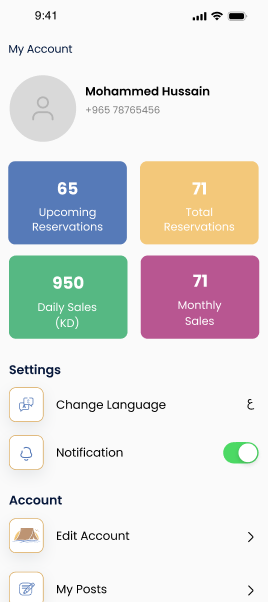 9:41
My Account
Mohammed Hussain
+965 78765456
65
Upcoming
Reservations
71
Total
Reservations
950
Daily Sales
(KD)
71
Monthly
Sales
Settings
Change Language
ع
Notification
Account
Edit Account
My Posts